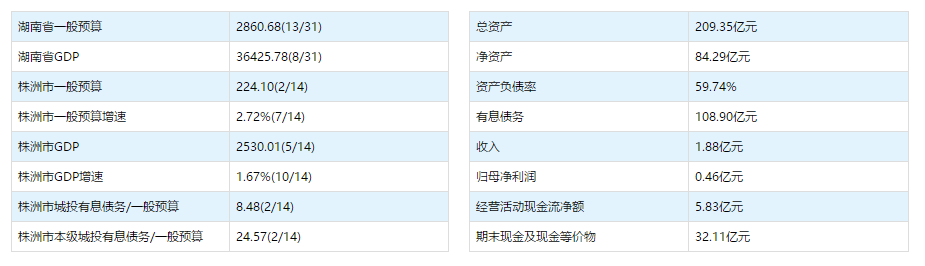 湖南省一般预算 2860.68(13/31)
湖南省GDP 36425.78(8/31)
株洲市一般预算 224.10(2/14)
株洲市一般预算增速 2.72%(7/14)
株洲市GDP 2530.01(5/14)
株洲市GDP增速 1.67%(10/14)
株洲市城投有息债务/一般预算 8.48(2/14)
株洲市本级城投有息债务/一般预算 24.57(2/14)
总资产 209.35亿元
净资产 84.29亿元
资产负债率 59.74%
有息债务 108.90亿元
收入 1.88亿元
归母净利润 0.46亿元
经营活动现金流净额 5.83亿元
期末现金及现金等价物 32.11亿元